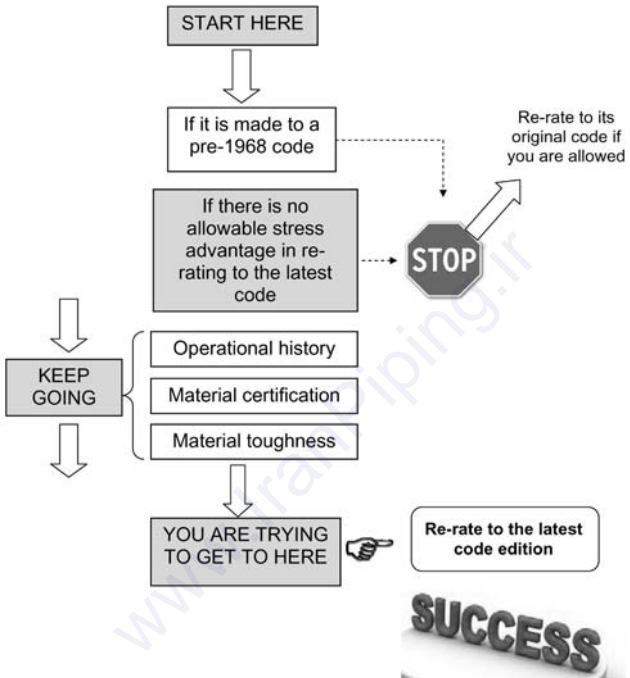 START HERE
If it is made to a
pre-1968 code
Re-rate to its
original code if
you are allowed
If there is no
allowable stress
advantage in re-
rating to the latest
code
STOP
Operational history
KEEP
GOING
Material certification
Material toughness
YOU ARE TRYING
TO GET TO HERE
Re-rate to the latest
code edition
SUCCESS
www.iranPiping.ir